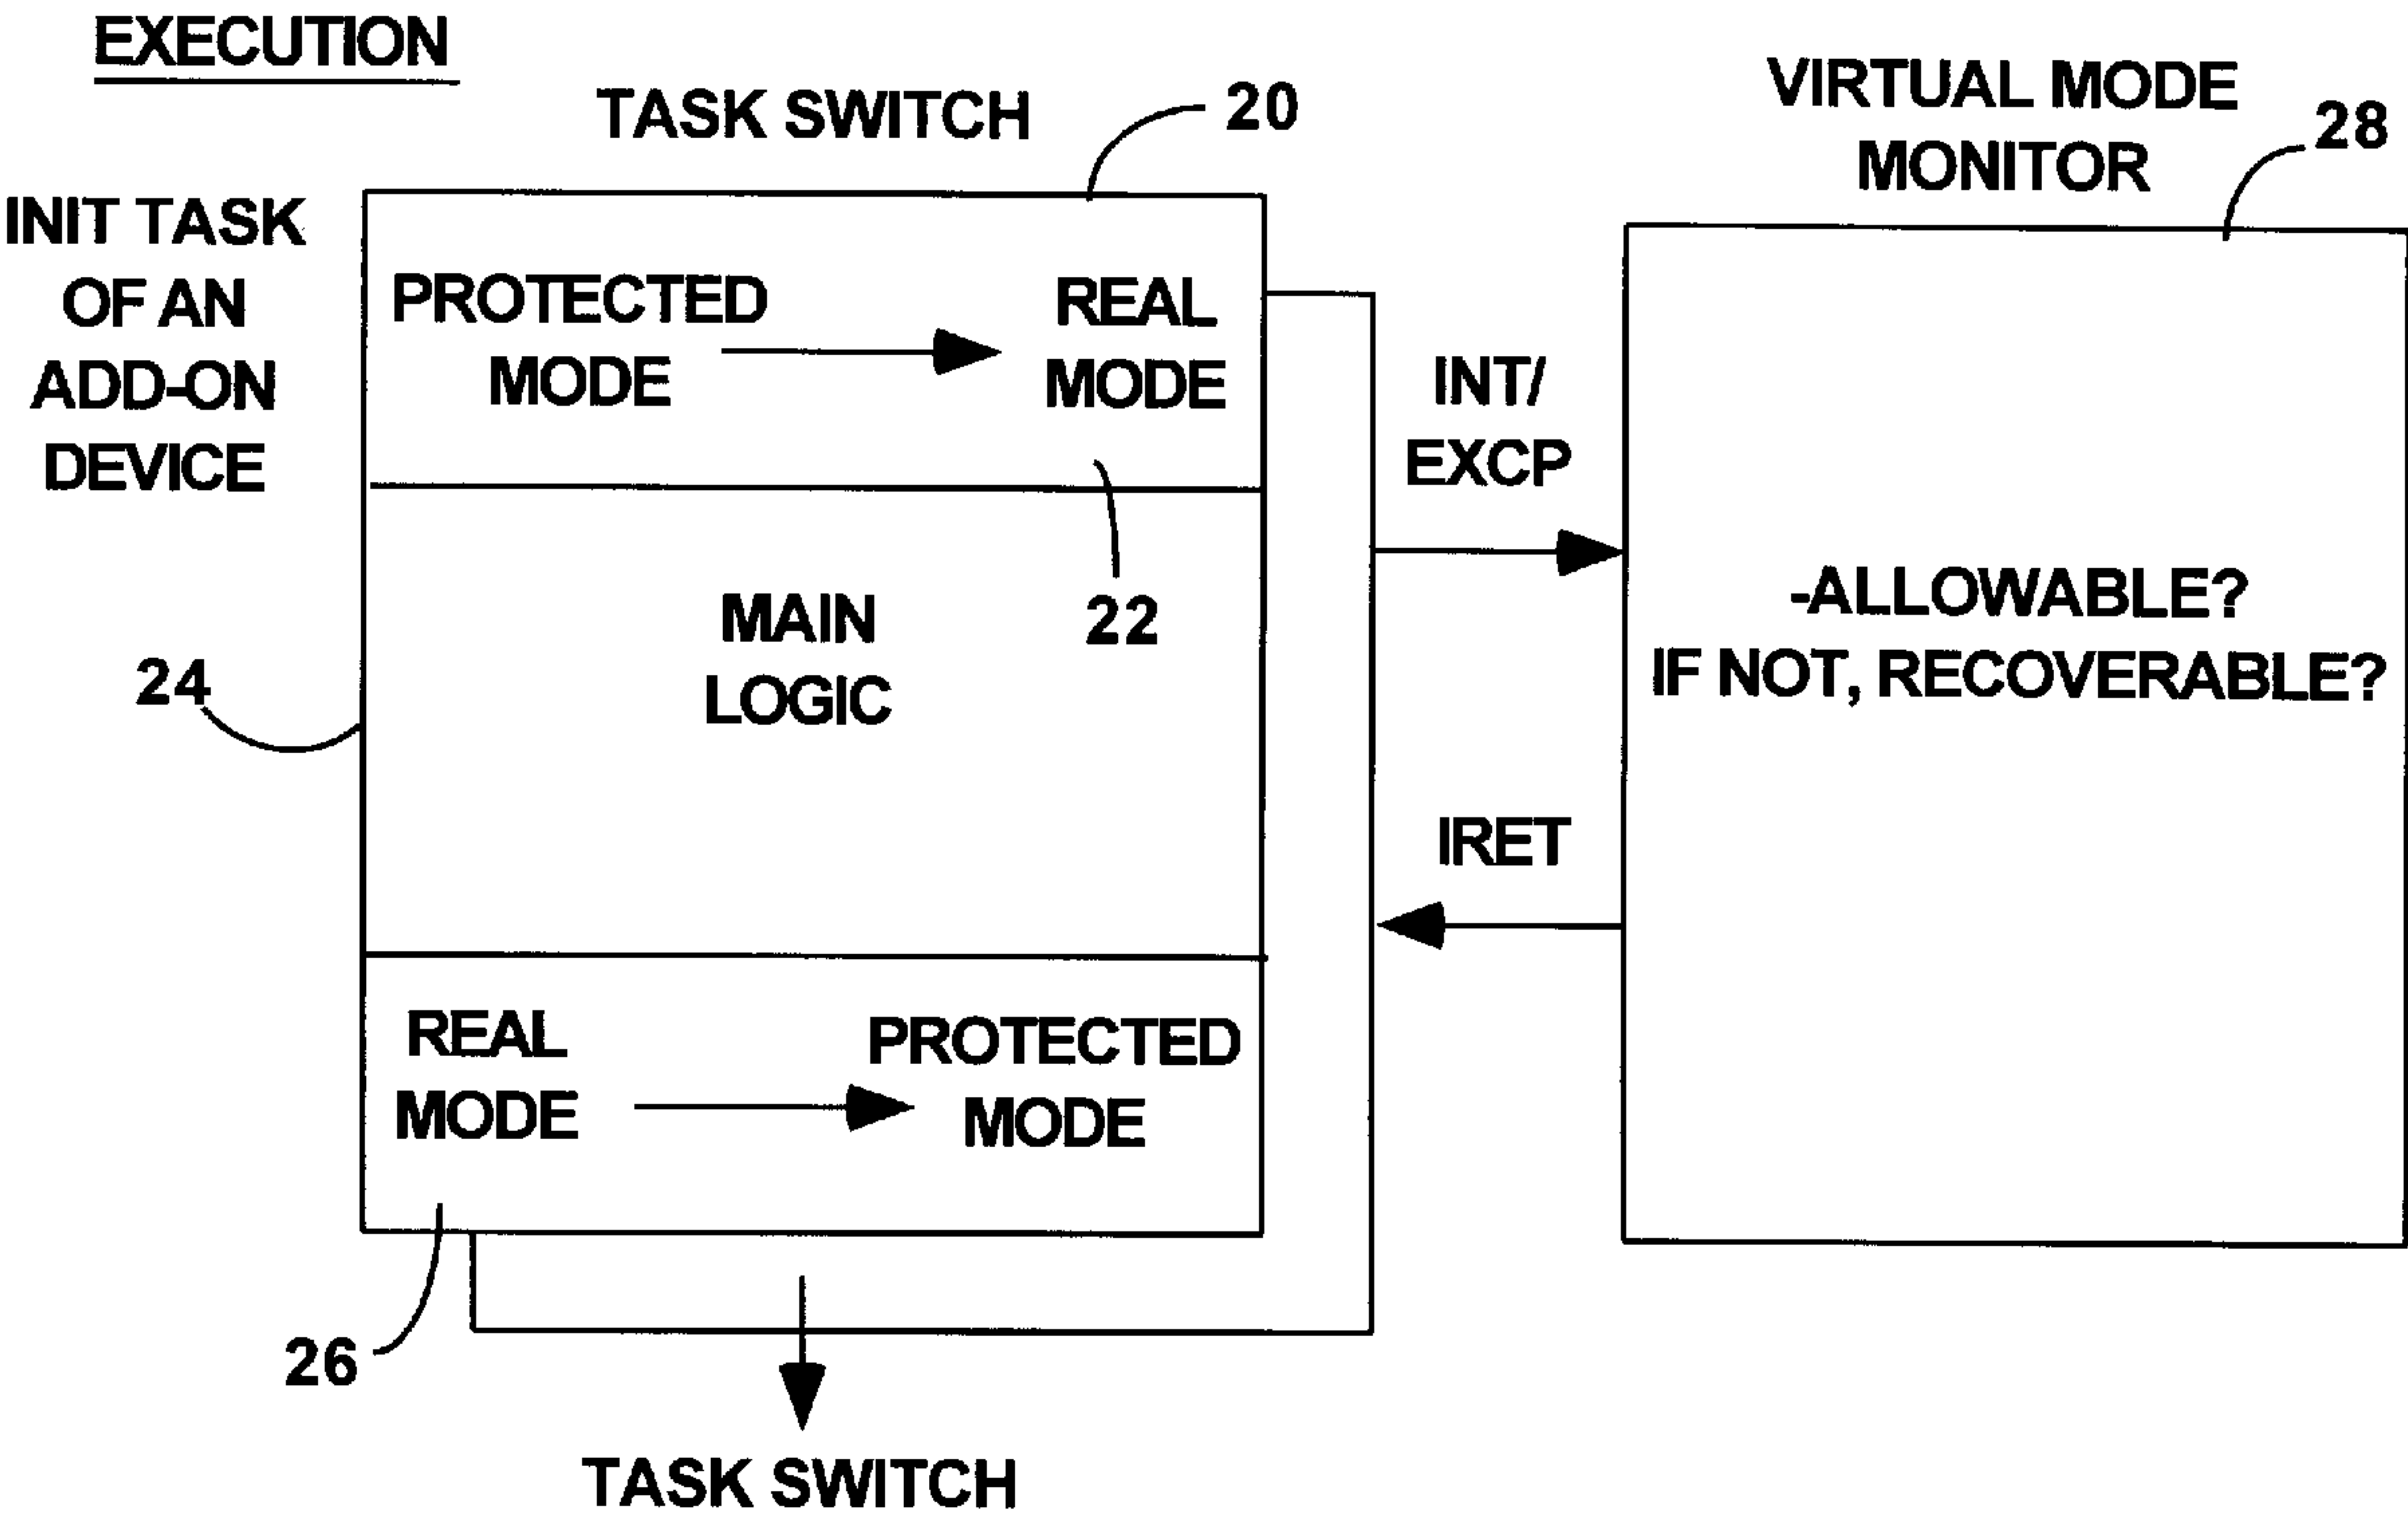 EXECUTION
TASK SWITCH
20
INIT TASK
OF AN
ADD-ON
DEVICE
PROTECTED
MODE
REAL
MODE
22
MAIN
LOGIC
24
REAL
MODE
PROTECTED
MODE
26
TASK SWITCH
INT/
EXCP
IRET
VIRTUAL MODE
MONITOR
28
-ALLOWABLE?
IF NOT, RECOVERABLE?